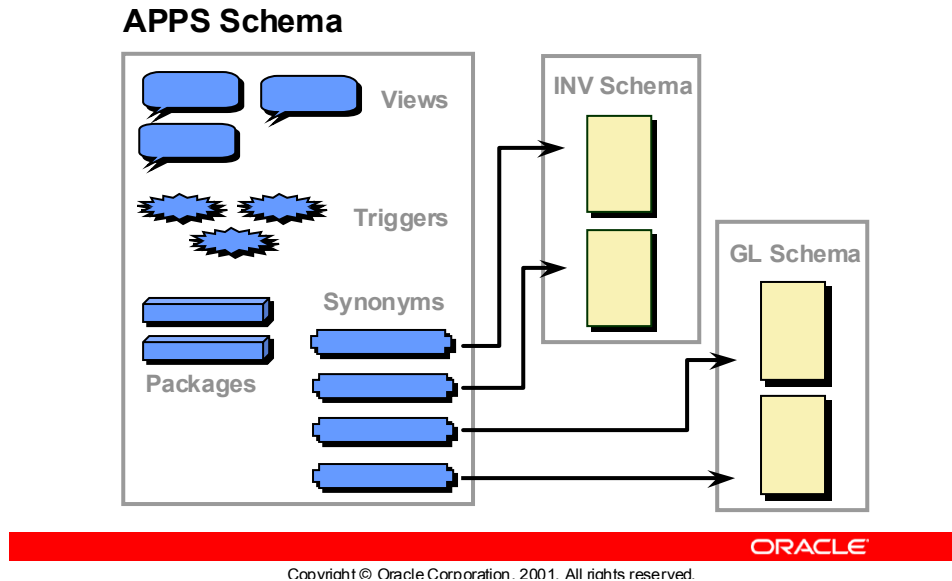 APPS Schema
Views
Triggers
Synonyms
Packages
INV Schema
GL Schema
ORACLE
Copyright © Oracle Corporation, 2001. All rights reserved.